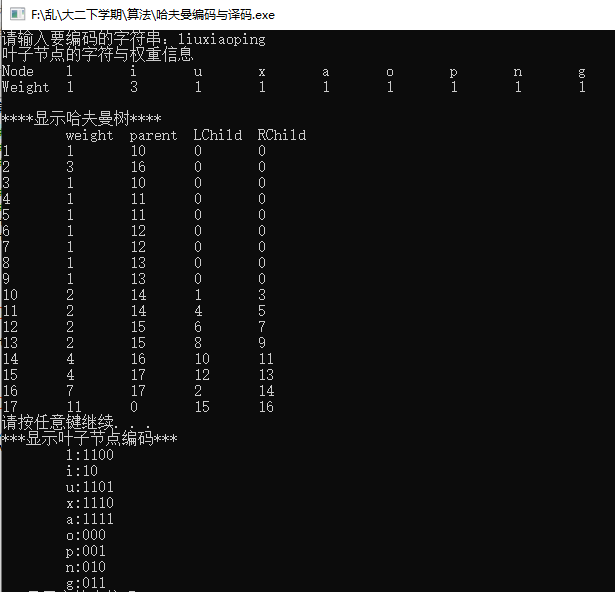 F:\乱\大二下学期\算法\哈夫曼编码与译码.exe
请输入要编码的字符串：liuxiaoping
叶子节点的字符与权重信息
Node l i u x a o p n g
Weight 1 3 1 1 1 1 1 1 1
****显示哈夫曼树****
weight parent LChild RChild
1 1 10 0 0
2 3 16 0 0
3 1 10 0 0
4 1 11 0 0
5 1 11 0 0
6 1 12 0 0
7 1 12 0 0
8 1 13 0 0
9 1 13 0 0
10 2 14 1 3
11 2 14 4 5
12 2 15 6 7
13 2 15 8 9
14 4 16 10 11
15 4 17 12 13
16 7 17 2 14
17 11 0 15 16
请按任意键继续. . .
***显示叶子节点编码***
l:1100
i:10
u:1101
x:1110
a:1111
o:000
p:001
n:010
g:011